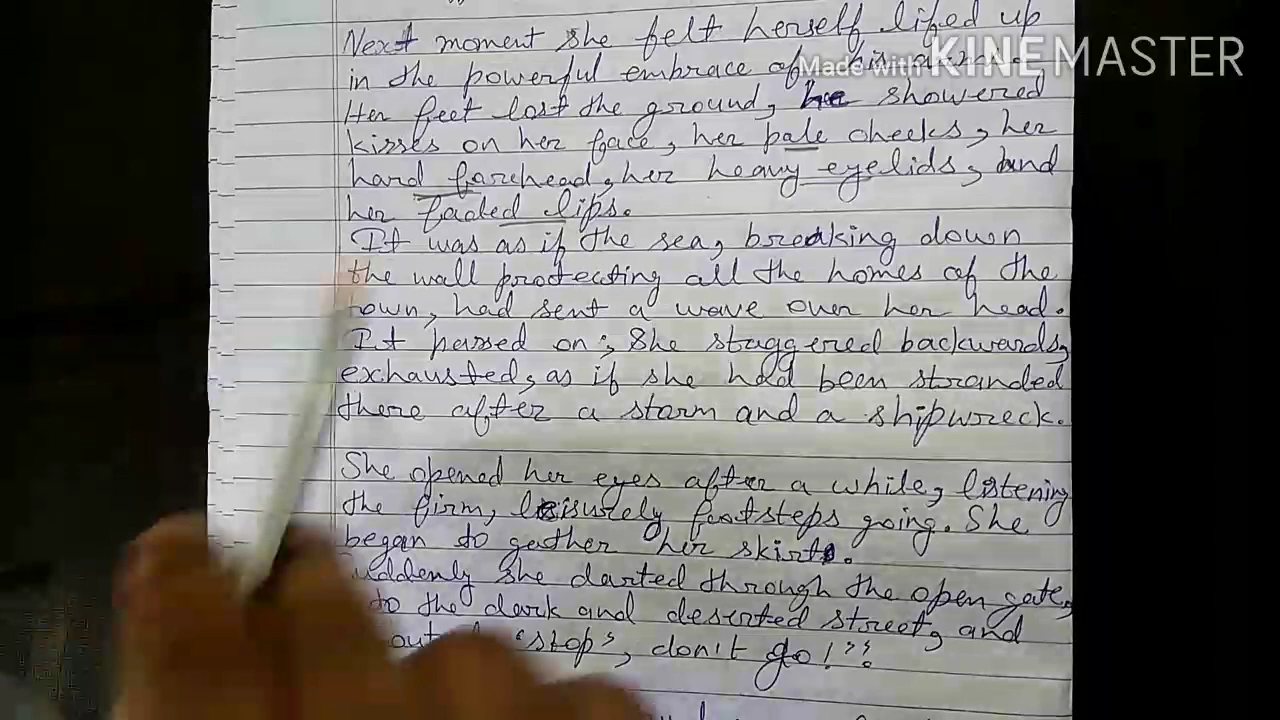 Next moment she felt herself lifed up
in the powerful embrace of his arms.
Made with KINEMASTER
Her feet lost the ground, he showered
kisses on her face, her pale cheeks, her
hard forehead, her heavy eyelids, and
her faded lips.
It was as if the sea, breaking down
the wall protecting all the homes of the
town, had sent a wave over her head.
It passed on; She staggered backwards,
exhausted, as if she had been stranded
there after a storm and a shipwreck.
She opened her eyes after a while, listening
the firm, leisurely footsteps going. She
began to gather her skirts.
Suddenly she darted through the open gate,
to the dark and deserted street, and
"stop", don't go!"